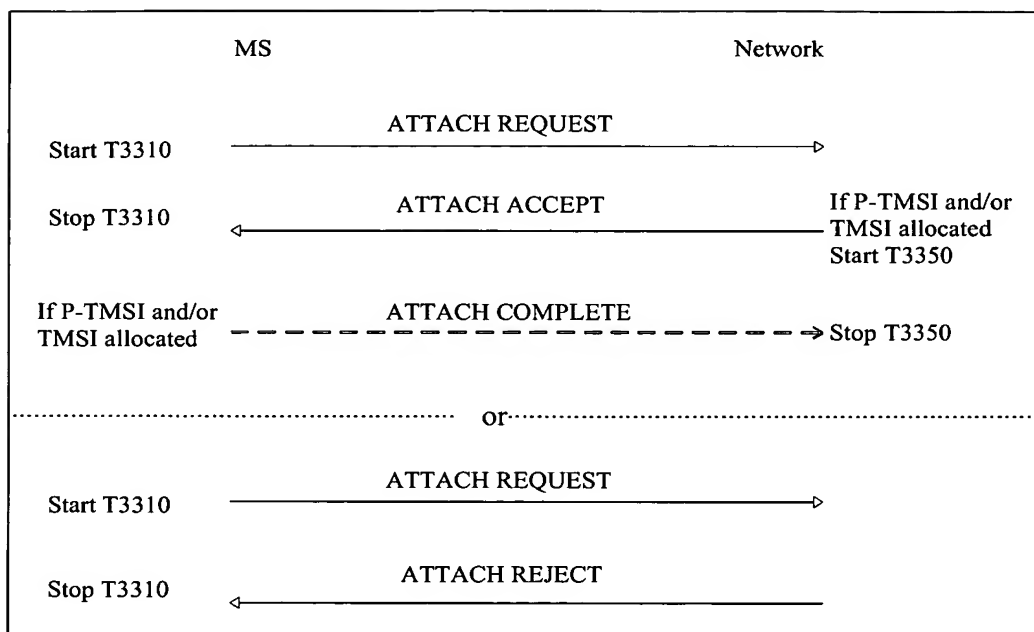 MS Network
ATTACH REQUEST
Start T3310
ATTACH ACCEPT
Stop T3310
If P-TMSI and/or
TMSI allocated
Start T3350
If P-TMSI and/or
TMSI allocated
ATTACH COMPLETE
Stop T3350
or
ATTACH REQUEST
Start T3310
ATTACH REJECT
Stop T3310